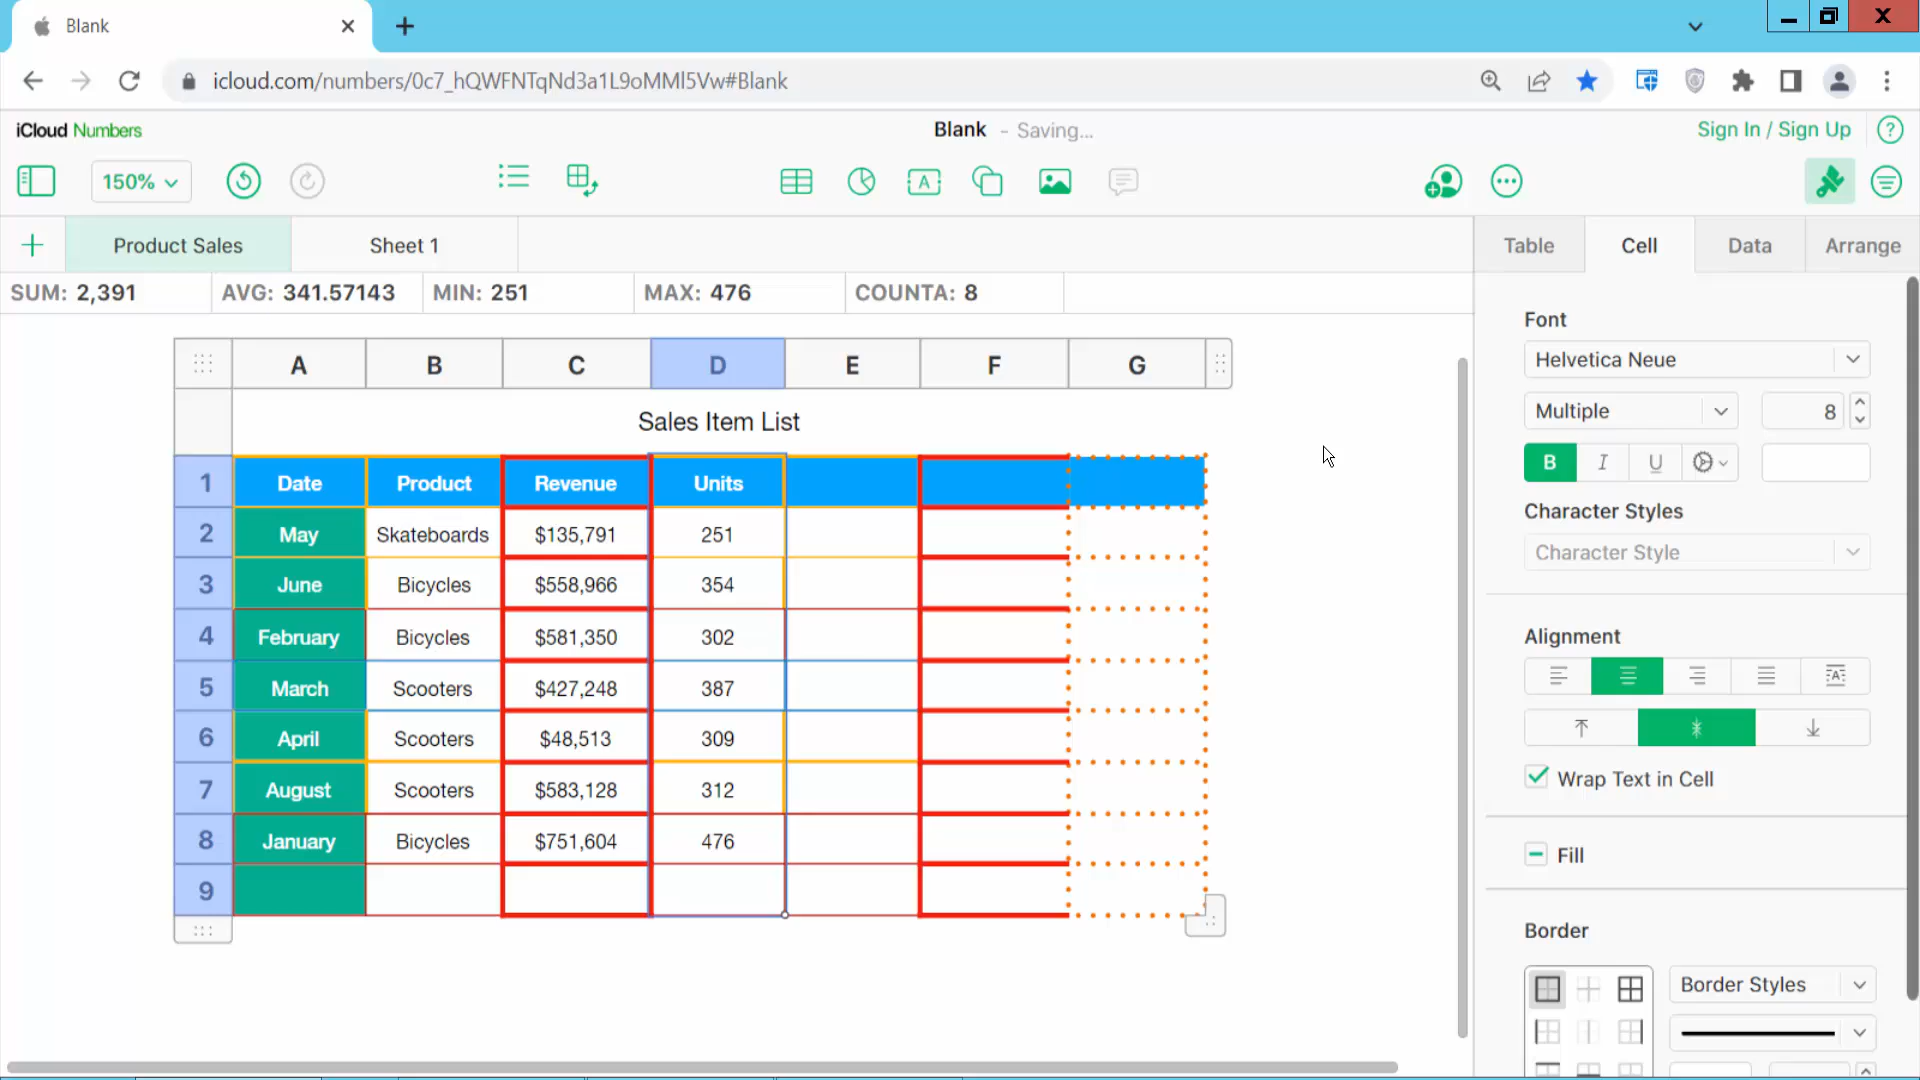 Blank
icloud.com/numbers/0c7_hQWFNTqNd3a1L9oMMl5Vw#Blank
iCloud Numbers
Blank - Saving...
Sign In / Sign Up
?
150%
A
Product Sales
Sheet 1
Table
Cell
Data
Arrange
SUM: 2,391
AVG: 341.57143
MIN: 251
MAX: 476
COUNTA: 8
A B C D E F G
Sales Item List
1 Date Product Revenue Units
2 May Skateboards $135,791 251
3 June Bicycles $558,966 354
4 February Bicycles $581,350 302
5 March Scooters $427,248 387
6 April Scooters $48,513 309
7 August Scooters $583,128 312
8 January Bicycles $751,604 476
9
Font
Helvetica Neue
Multiple
8
B I U
Character Styles
Character Style
Alignment
A
Wrap Text in Cell
Fill
Border
Border Styles